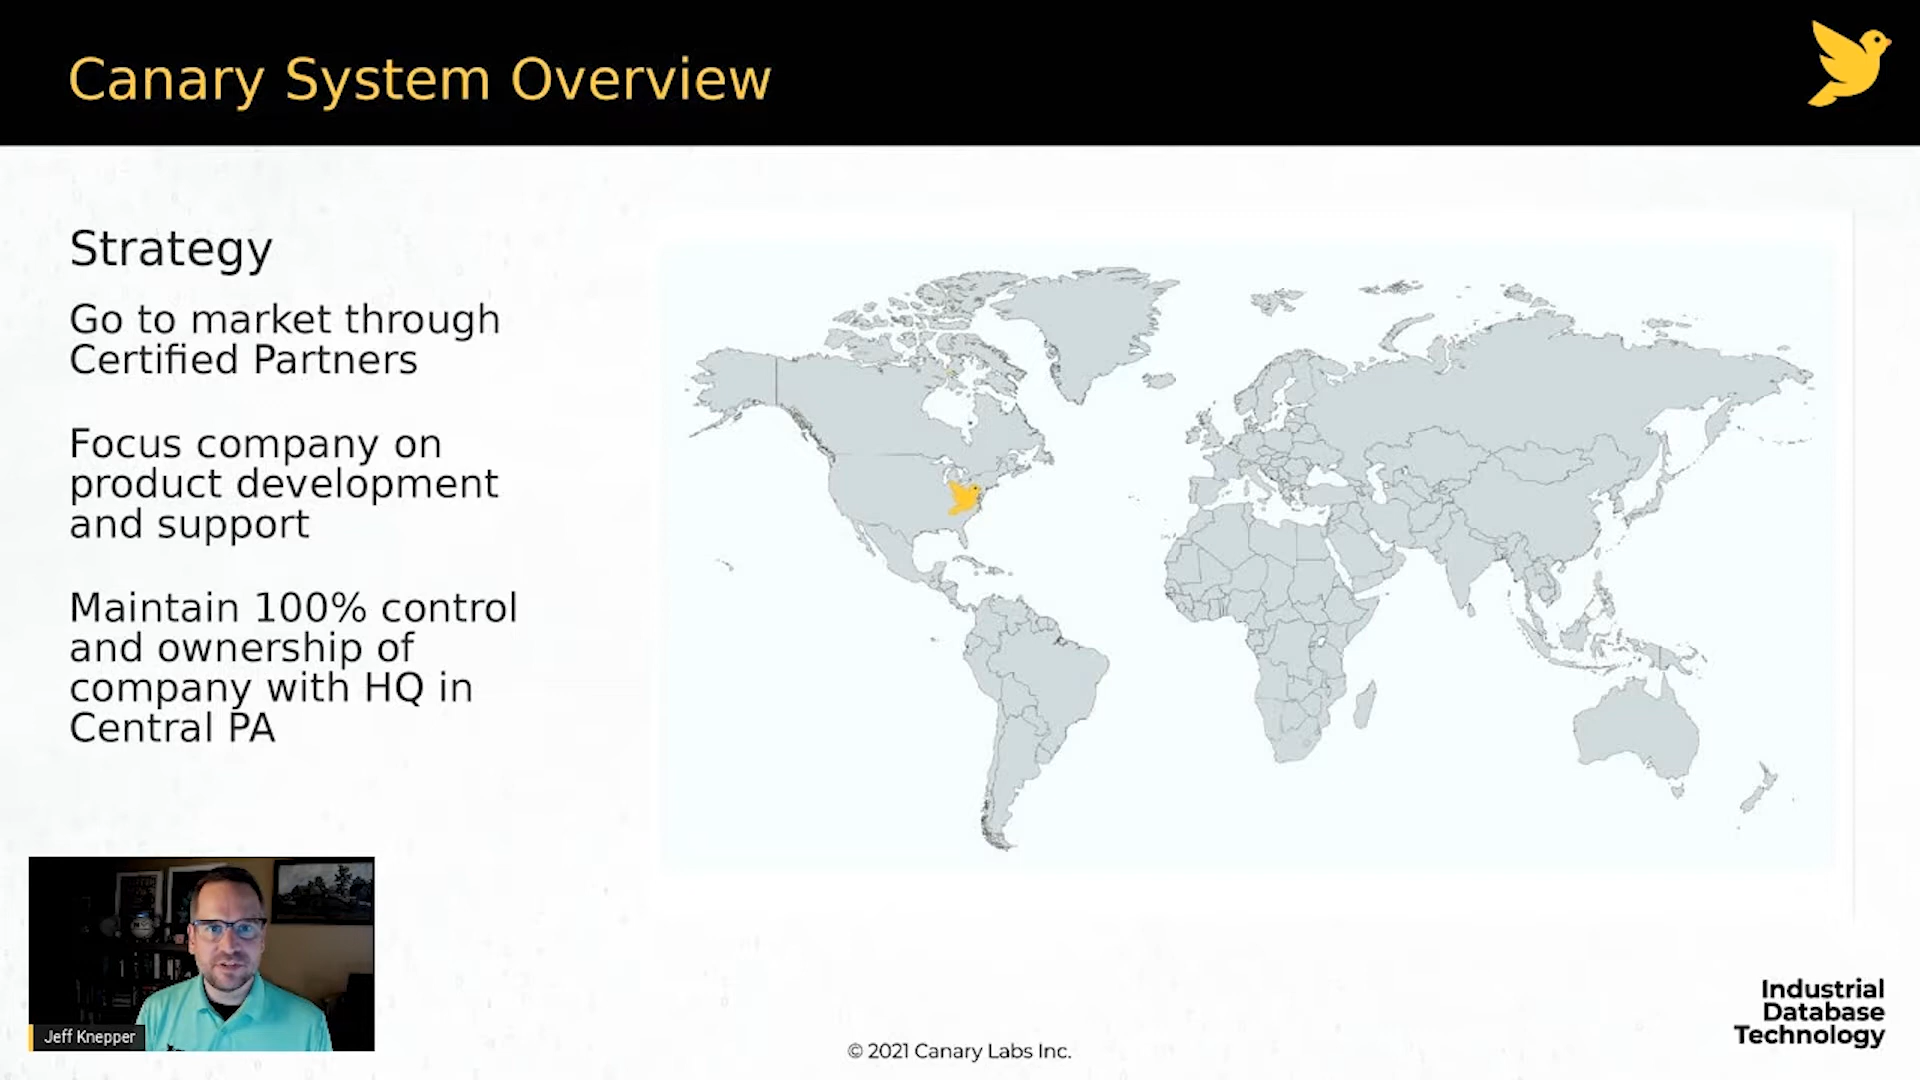 Canary System Overview
Strategy
Go to market through
Certified Partners
Focus company on
product development
and support
Maintain 100% control
and ownership of
company with HQ in
Central PA
Jeff Knepper
© 2021 Canary Labs Inc.
Industrial
Database
Technology